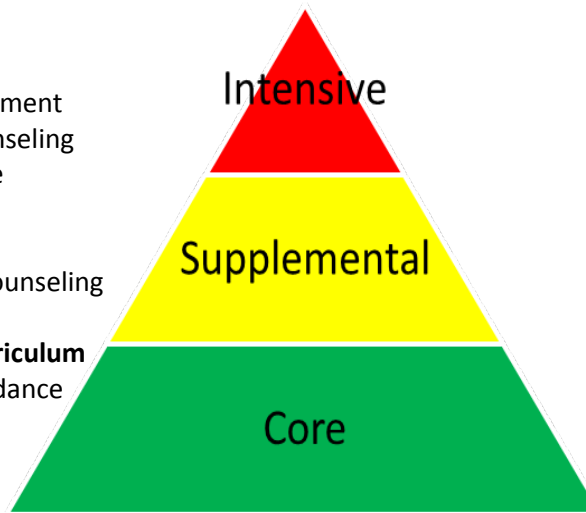 Intensive
ment
nseling
e
Supplemental
ounseling
riculum
dance
Core